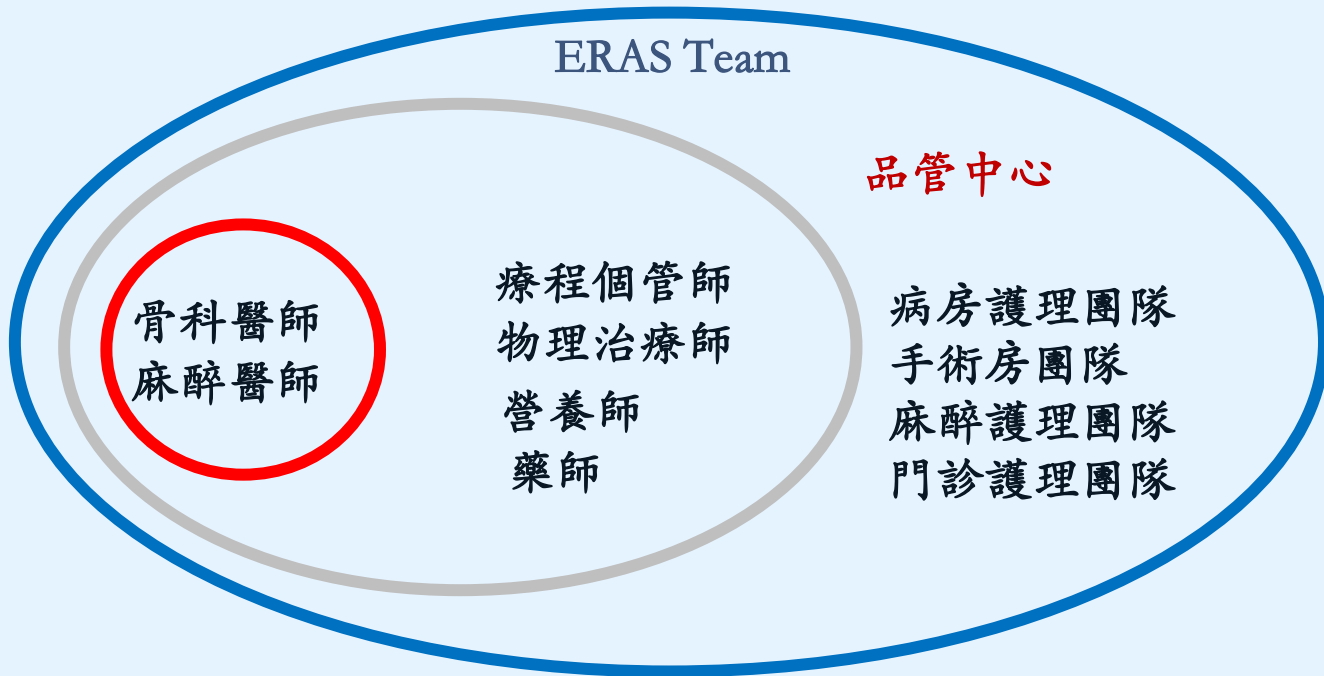 ERAS Team
品管中心
骨科醫師
麻醉醫師
療程個管師
物理治療師
營養師
藥師
病房護理團隊
手術房團隊
麻醉護理團隊
門診護理團隊